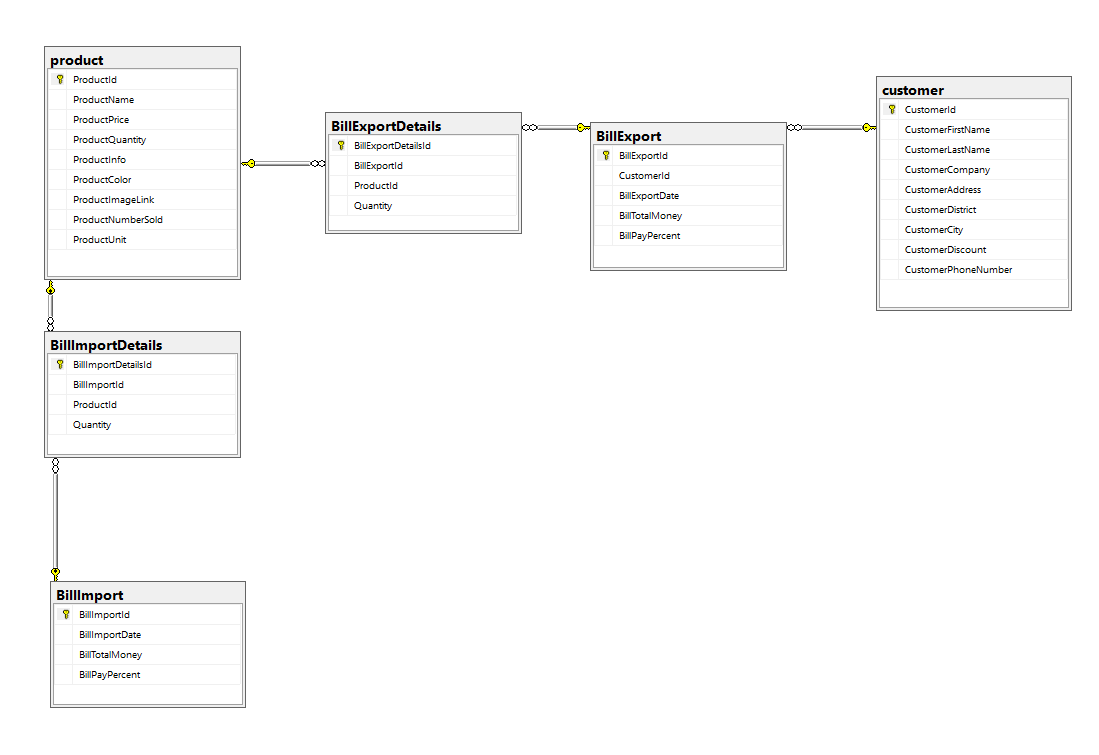 product
ProductId
ProductName
ProductPrice
ProductQuantity
ProductInfo
ProductColor
ProductImageLink
ProductNumberSold
ProductUnit
BillExportDetails
BillExportDetailsId
BillExportId
ProductId
Quantity
BillExport
BillExportId
CustomerId
BillExportDate
BillTotalMoney
BillPayPercent
customer
CustomerId
CustomerFirstName
CustomerLastName
CustomerCompany
CustomerAddress
CustomerDistrict
CustomerCity
CustomerDiscount
CustomerPhoneNumber
BillImportDetails
BillImportDetailsId
BillImportId
ProductId
Quantity
BillImport
BillImportId
BillImportDate
BillTotalMoney
BillPayPercent